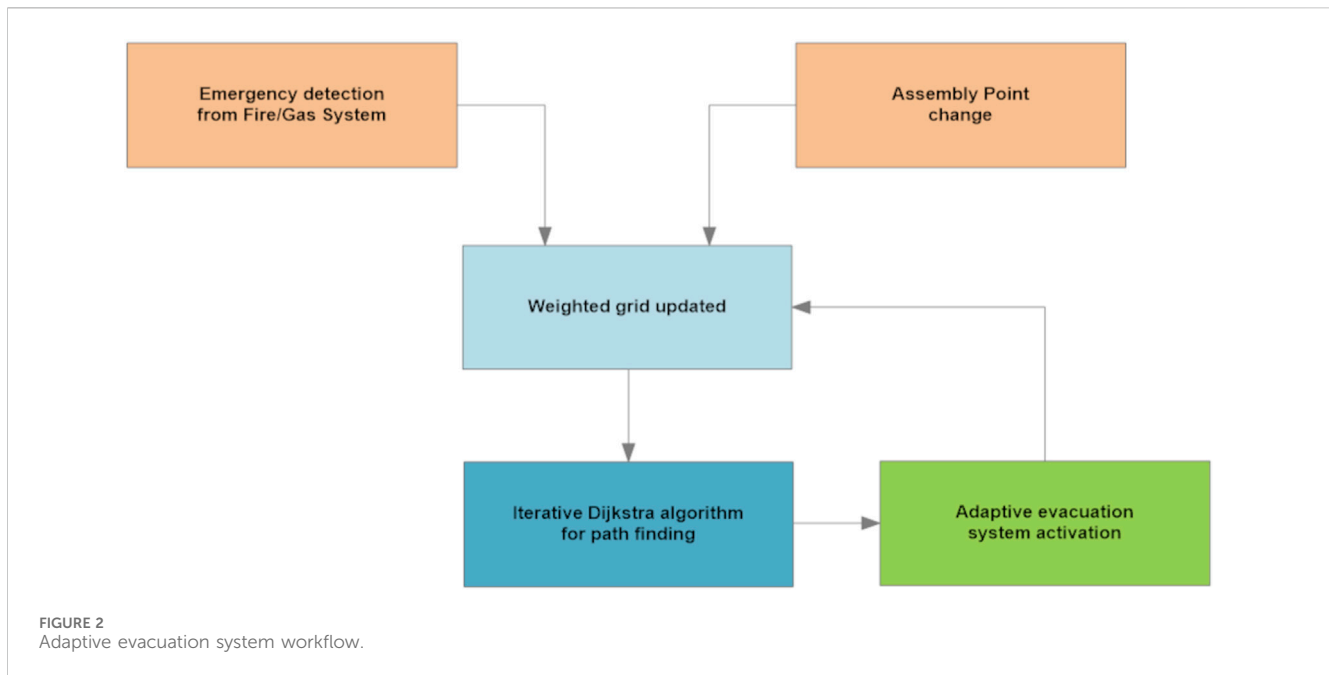 Emergency detection
from Fire/Gas System
Assembly Point
change
Weighted grid updated
Iterative Dijkstra algorithm
for path finding
Adaptive evacuation
system activation
FIGURE 2
Adaptive evacuation system workflow.